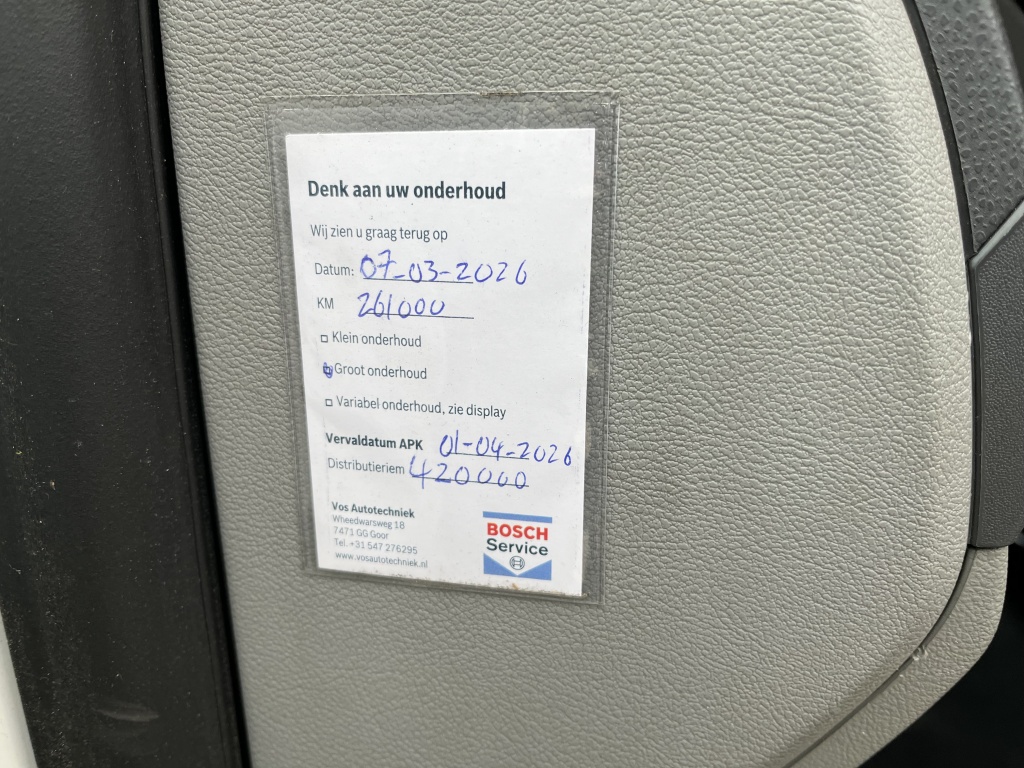 Denk aan uw onderhoud
Wij zien u graag terug op
Datum: 07-03-2026
KM 261000
Klein onderhoud
Groot onderhoud
Variabel onderhoud, zie display
Vervaldatum APK 01-04-2026
Distributieriem 420000
Vos Autotechniek
Wheedwarsweg 18
7471 GG Goor
Tel. +31 547 276295
www.vosautotechniek.nl
BOSCH
Service